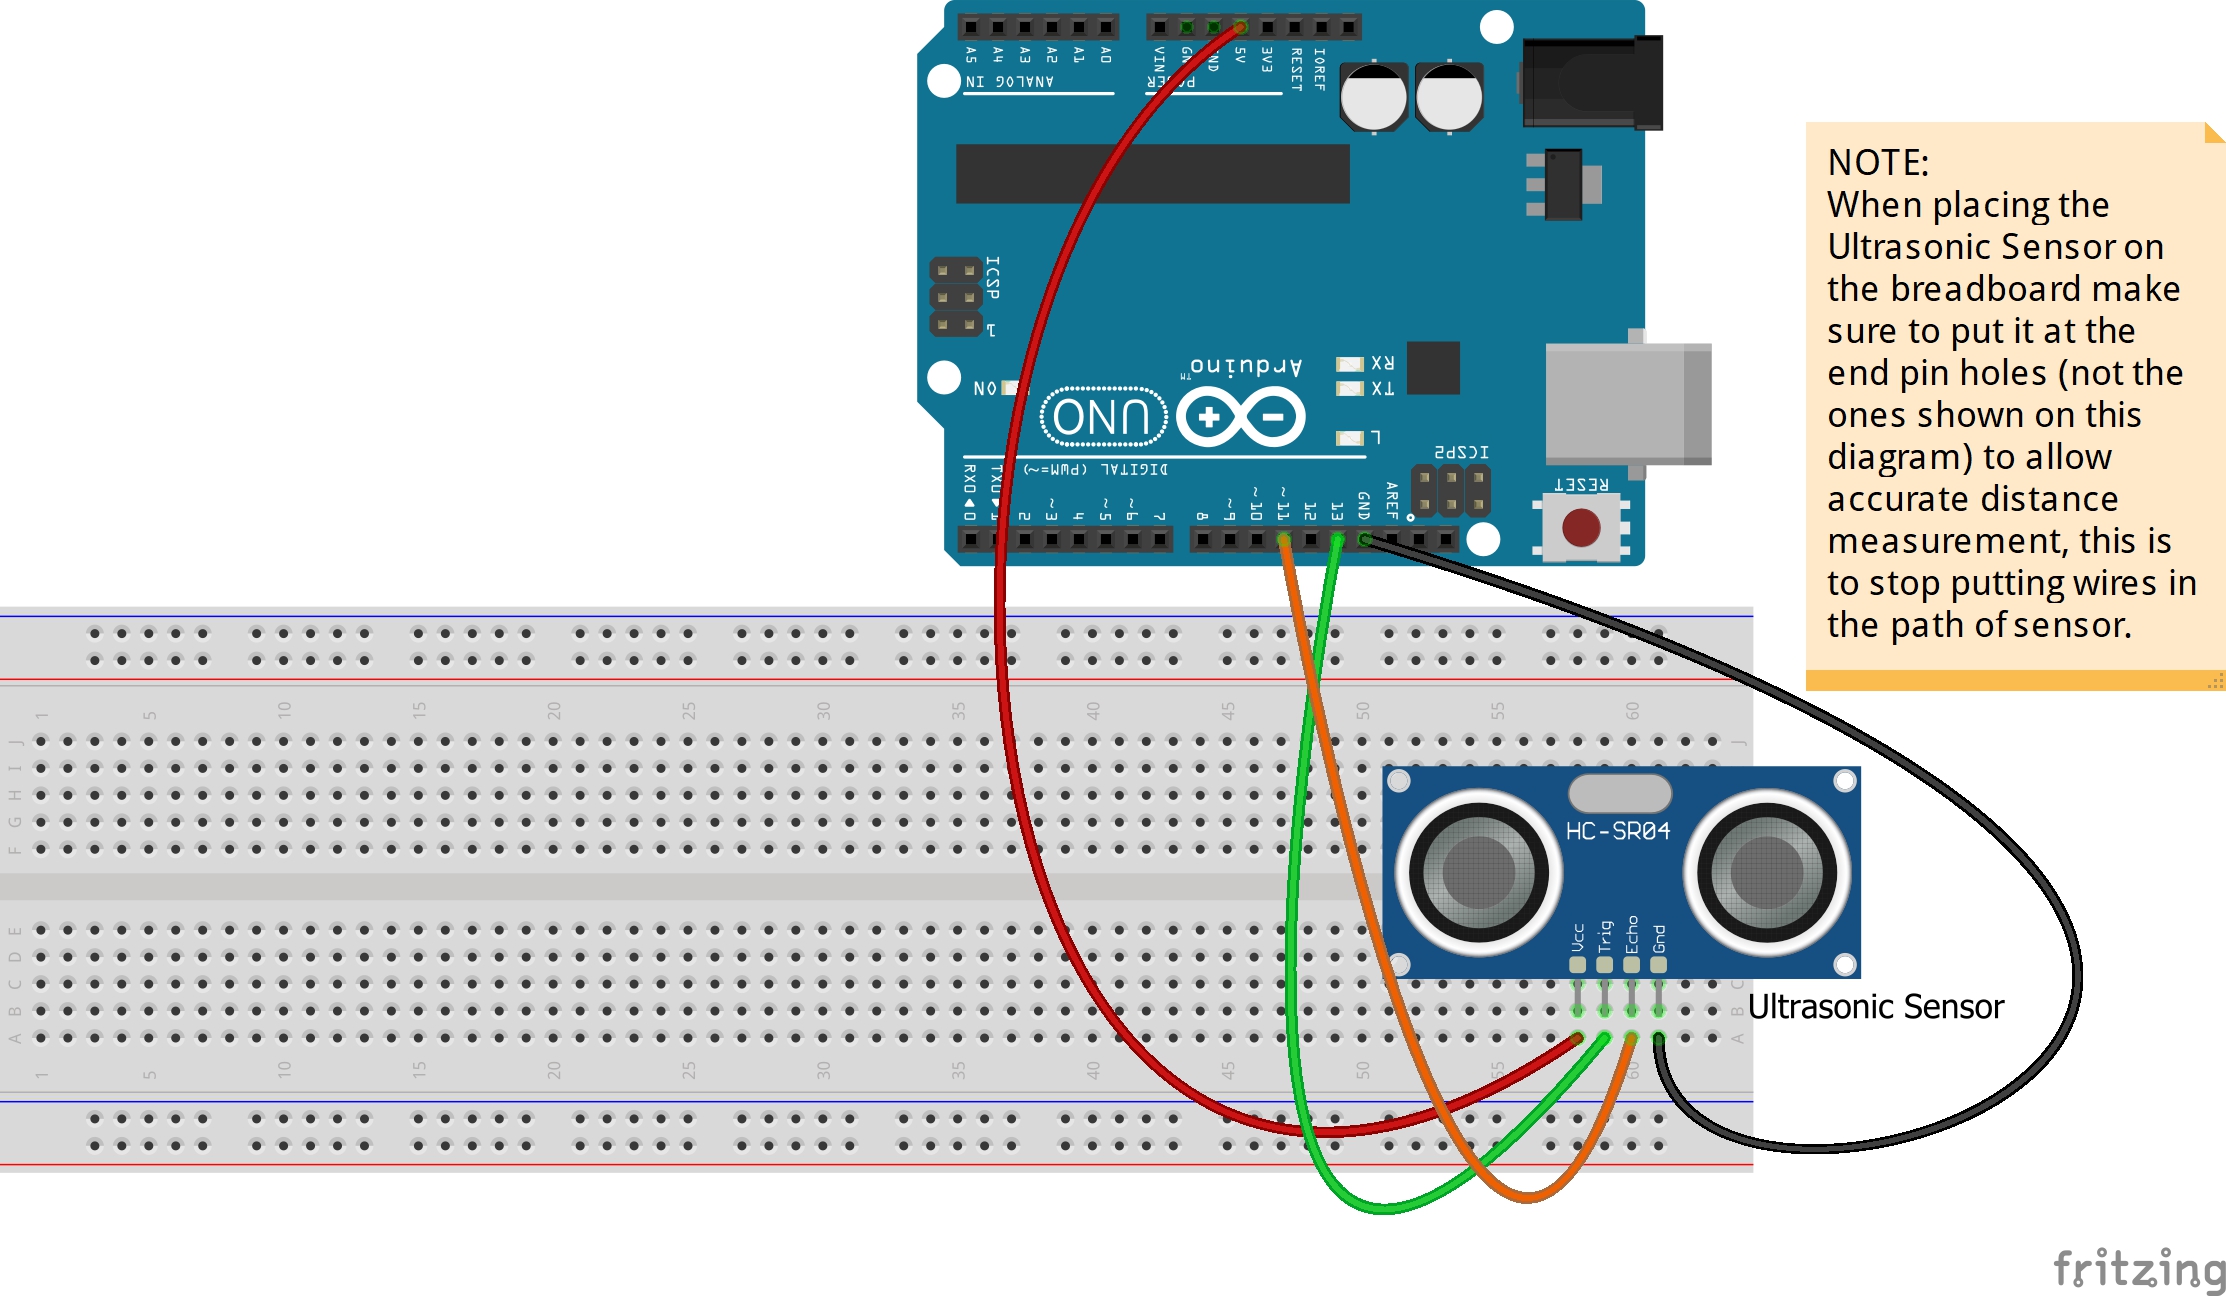 A5 A4 A3 A2 A1 A0
VIN GND GND 5V 3V3 RESET IOREF
ANALOG IN
POWER
ICSP
1
ON
UNO
Arduino
TM
RX
TX
L
ICSP2
RESET
DIGITAL (PWM=~)
RX0 0 TX0 1 2 ~3 4 ~5 ~6 7 8 ~9 ~10 ~11 12 13 GND AREF
NOTE:
When placing the
Ultrasonic Sensor on
the breadboard make
sure to put it at the
end pin holes (not the
ones shown on this
diagram) to allow
accurate distance
measurement, this is
to stop putting wires in
the path of sensor.
1 5 10 15 20 25 30 35 40 45 50 55 60
J J
I
H
G
F
E
D
C C
B B
A A
HC-SR04
Vcc Trig Echo Gnd
Ultrasonic Sensor
1 5 10 15 20 25 30 35 40 45 50 55 60
fritzing